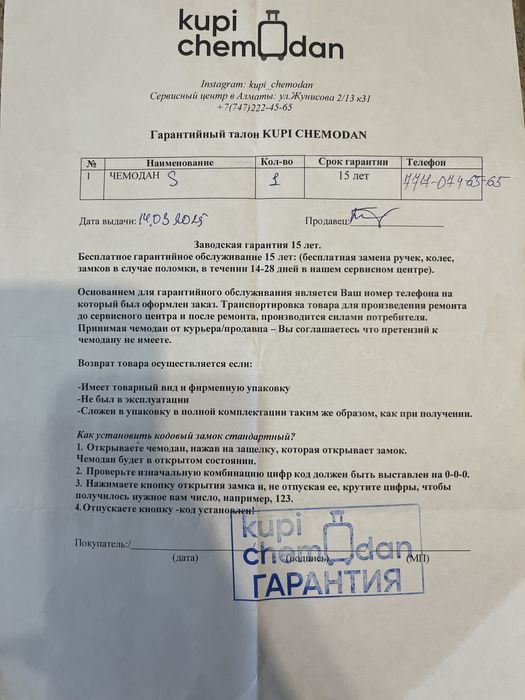 kupi
chemodan
Instagram: kupi_chemodan
Сервисный центр в Алматы: ул.Жунисова 2/13 к31
+7(747)222-45-65
Гарантийный талон KUPI CHEMODAN
№ Наименование Кол-во Срок гарантии Телефон
1 ЧЕМОДАН S 1 15 лет 774-074-65-65
Дата выдачи: 14.03.2025 Продавец:
Заводская гарантия 15 лет.
Бесплатное гарантийное обслуживание 15 лет: (бесплатная замена ручек, колес,
замков в случае поломки, в течении 14-28 дней в нашем сервисном центре).
Основанием для гарантийного обслуживания является Ваш номер телефона на
который был оформлен заказ. Транспортировка товара для произведения ремонта
до сервисного центра и после ремонта, производится силами потребителя.
Принимая чемодан от курьера/продавца – Вы соглашаетесь что претензий к
чемодану не имеете.
Возврат товара осуществляется если:
-Имеет товарный вид и фирменную упаковку
-Не был в эксплуатации
-Сложен в упаковку в полной комплектации таким же образом, как при получении.
Как установить кодовый замок стандартный?
1. Открываете чемодан, нажав на защелку, которая открывает замок.
Чемодан будет в открытом состоянии.
2. Проверьте изначальную комбинацию цифр код должен быть выставлен на 0-0-0.
3. Нажимаете кнопку открытия замка и, не отпуская ее, крутите цифры, чтобы
получилось нужное вам число, например, 123.
4.Отпускаете кнопку -код установлен!
kupi
chemodan
ГАРАНТИЯ
Покупатель:/
(дата) (подпись) (МП)